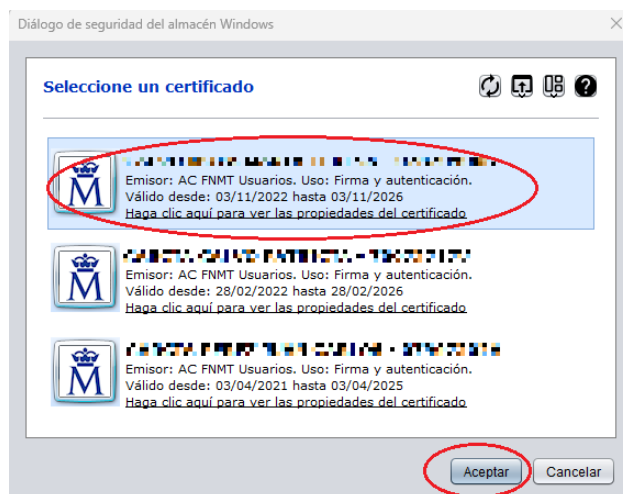 Diálogo de seguridad del almacén Windows
Seleccione un certificado
Emisor: AC FNMT Usuarios. Uso: Firma y autenticación.
Válido desde: 03/11/2022 hasta 03/11/2026
Haga clic aquí para ver las propiedades del certificado
Emisor: AC FNMT Usuarios. Uso: Firma y autenticación.
Válido desde: 28/02/2022 hasta 28/02/2026
Haga clic aquí para ver las propiedades del certificado
Emisor: AC FNMT Usuarios. Uso: Firma y autenticación.
Válido desde: 03/04/2021 hasta 03/04/2025
Haga clic aquí para ver las propiedades del certificado
Aceptar Cancelar